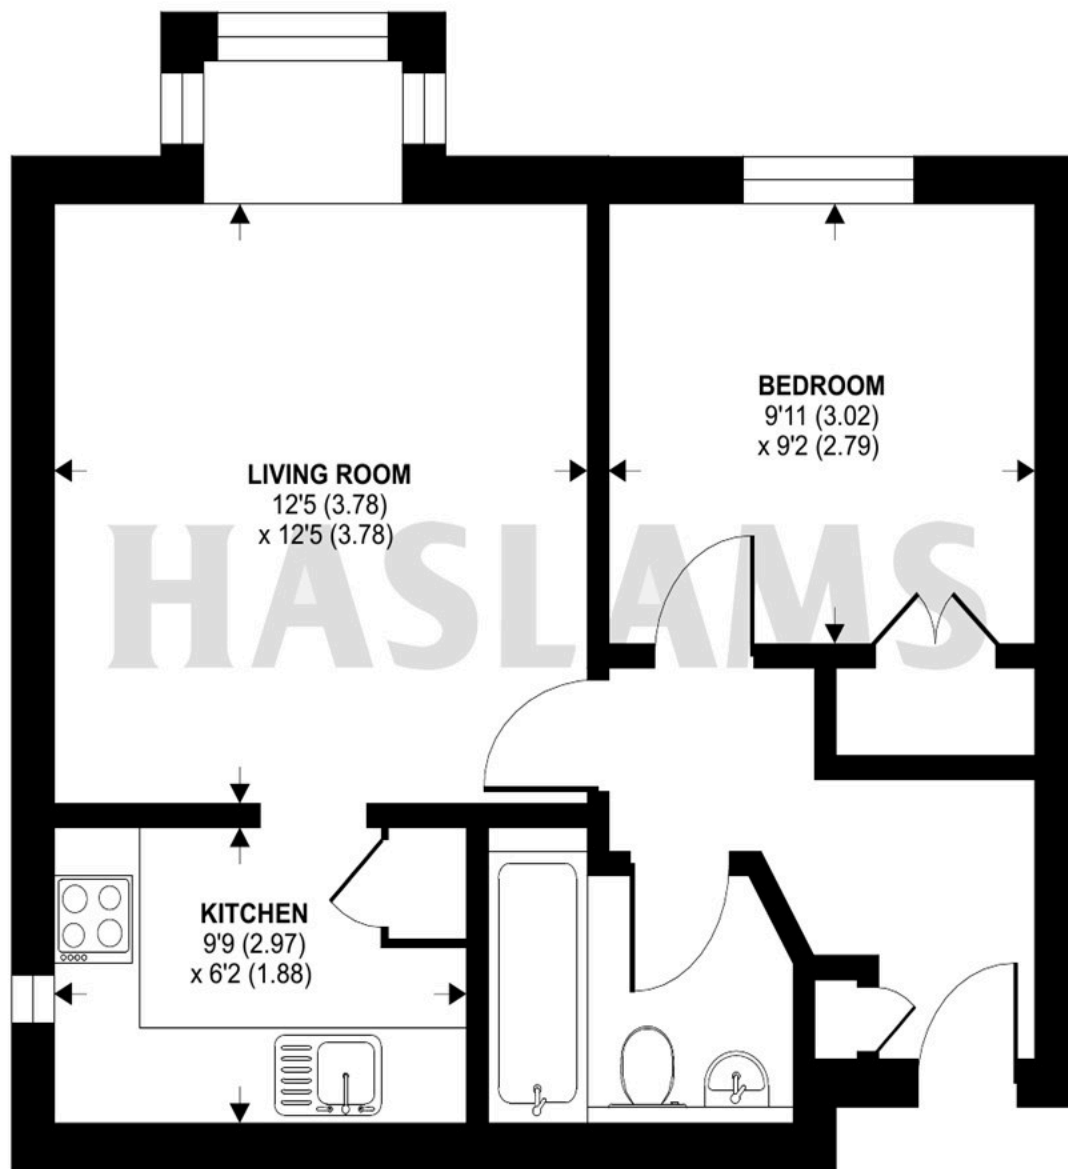 BEDROOM
9'11 (3.02)
x 9'2 (2.79)
LIVING ROOM
12'5 (3.78)
x 12'5 (3.78)
HASLAMS
KITCHEN
9'9 (2.97)
x 6'2 (1.88)